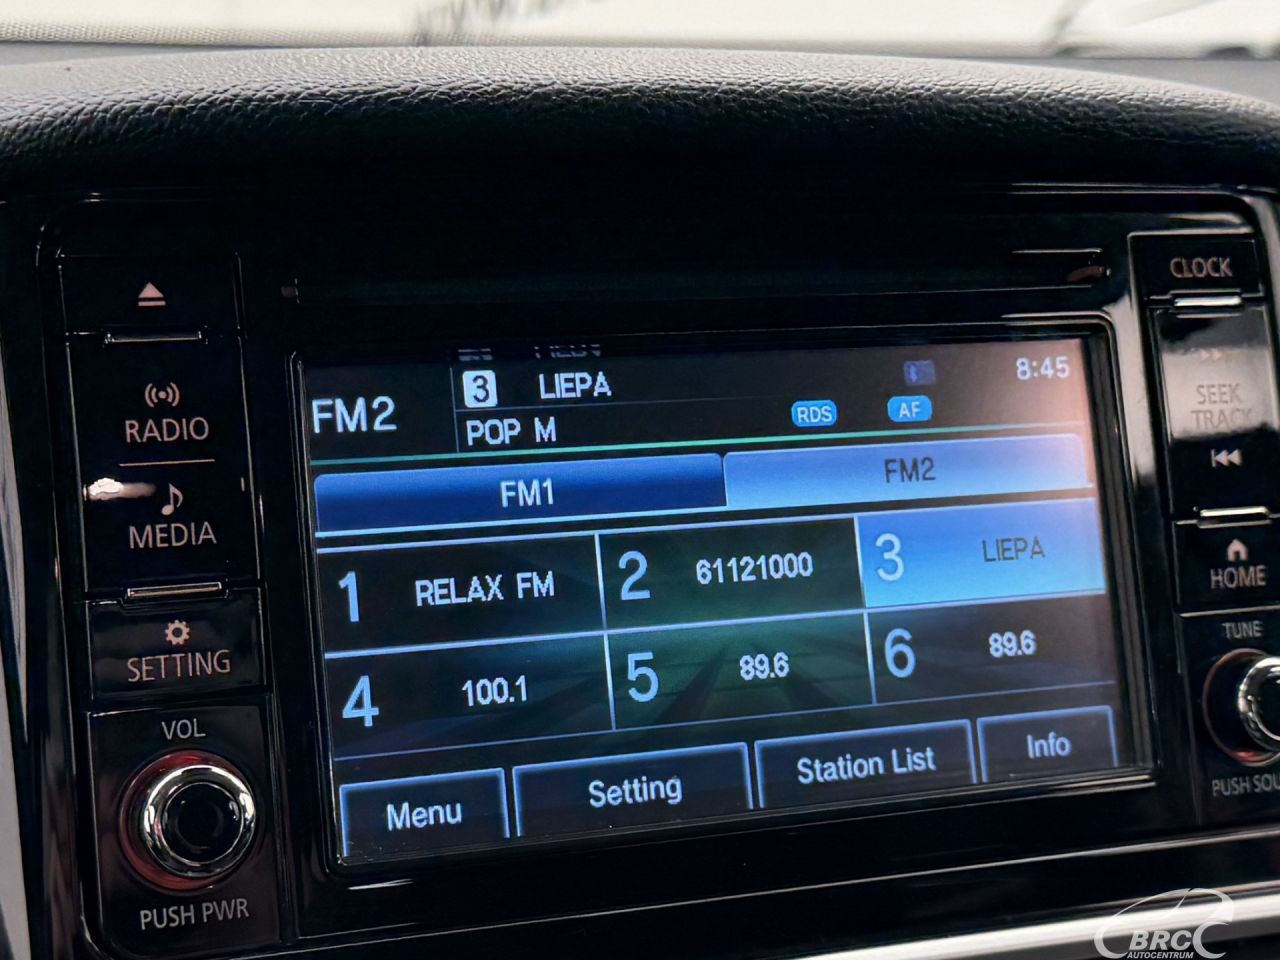 CLOCK
RADIO
MEDIA
SETTING
VOL
PUSH PWR
SEEK
TRACK
HOME
TUNE
FM2
3 LIEPA
8:45
POP M
RDS
AF
FM1
FM2
1 RELAX FM
2 61121000
3 LIEPA
4 100.1
5 89.6
6 89.6
Menu
Setting
Station List
Info
BRC
AUTOCENTRUM